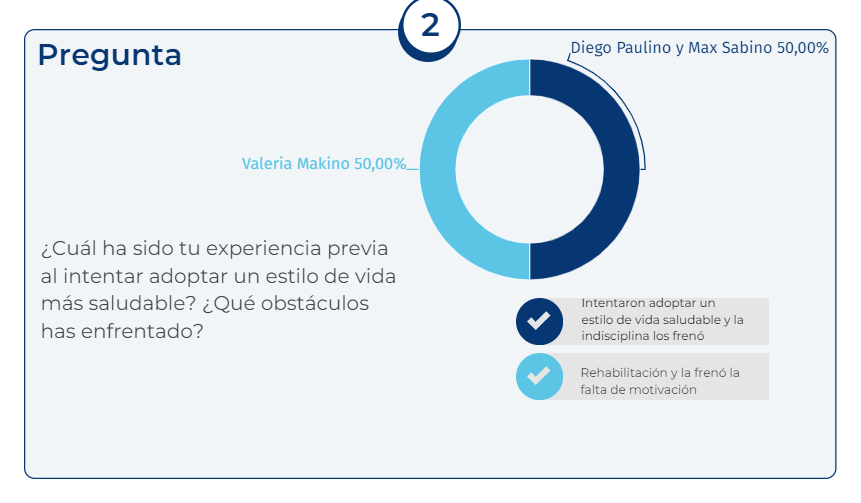 2
Pregunta
Diego Paulino y Max Sabino 50,00%
Valeria Makino 50,00%
¿Cuál ha sido tu experiencia previa
al intentar adoptar un estilo de vida
más saludable? ¿Qué obstáculos
has enfrentado?
Intentaron adoptar un
estilo de vida saludable y la
indisciplina los frenó
Rehabilitación y la frenó la
falta de motivación